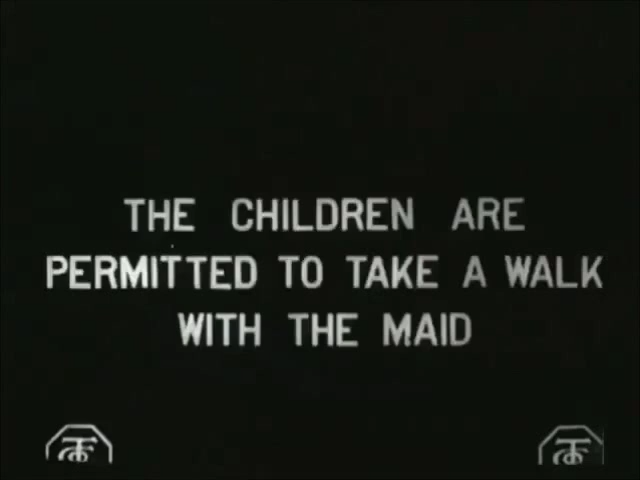 THE CHILDREN ARE
PERMITTED TO TAKE A WALK
WITH THE MAID